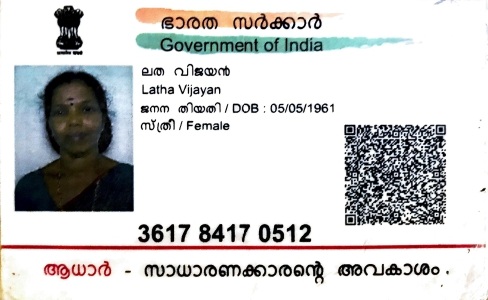 ഭാരത സർക്കാർ
Government of India
ലത വിജയൻ
Latha Vijayan
ജനന തിയതി / DOB : 05/05/1961
സ്ത്രീ / Female
3617 8417 0512
ആധാർ - സാധാരണക്കാരന്റെ അവകാശം .